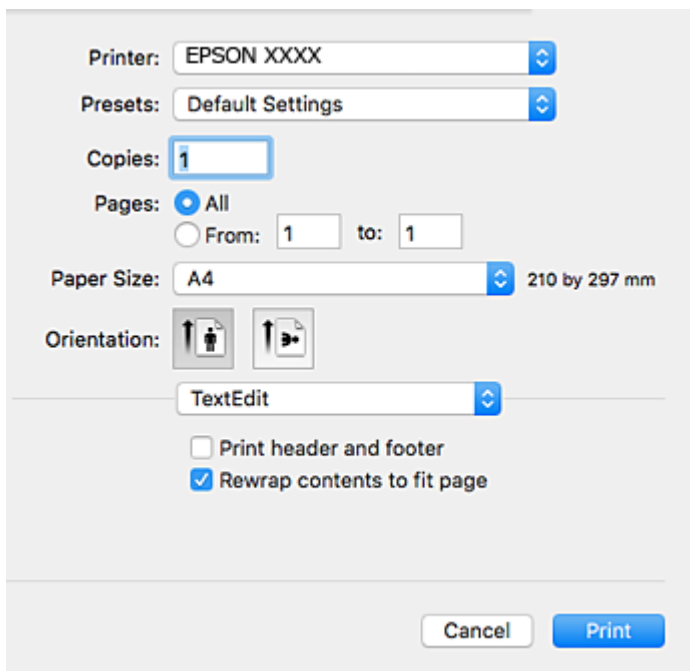 Printer: EPSON XXXX
Presets: Default Settings
Copies: 1
Pages: All
From: 1 to: 1
Paper Size: A4 210 by 297 mm
Orientation:
TextEdit
Print header and footer
Rewrap contents to fit page
Cancel Print